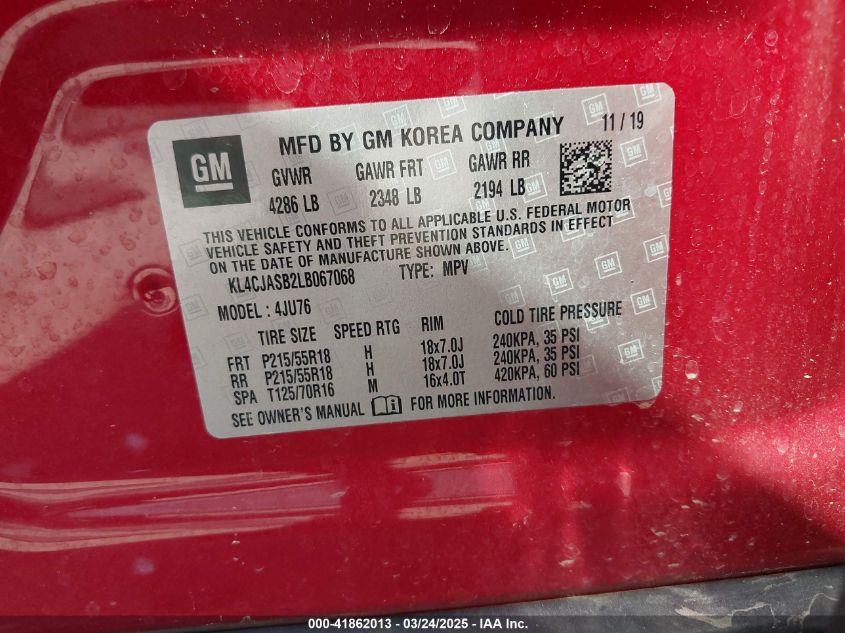 GM
MFD BY GM KOREA COMPANY 11 / 19
GVWR GAWR FRT GAWR RR
4286 LB 2348 LB 2194 LB
THIS VEHICLE CONFORMS TO ALL APPLICABLE U.S. FEDERAL MOTOR
VEHICLE SAFETY AND THEFT PREVENTION STANDARDS IN EFFECT
ON THE DATE OF MANUFACTURE SHOWN ABOVE.
KL4CJASB2LB067068 TYPE: MPV
MODEL : 4JU76
TIRE SIZE SPEED RTG RIM COLD TIRE PRESSURE
FRT P215/55R18 H 18x7.0J 240KPA, 35 PSI
RR P215/55R18 H 18x7.0J 240KPA, 35 PSI
SPA T125/70R16 M 16x4.0T 420KPA, 60 PSI
SEE OWNER'S MANUAL FOR MORE INFORMATION.
000-41862013 - 03/24/2025 - IAAI.com